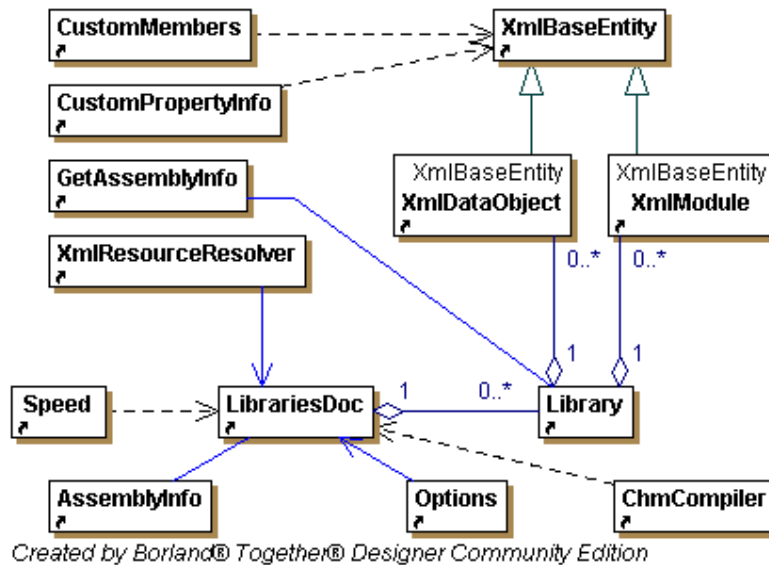 CustomMembers
XmlBaseEntity
CustomPropertyInfo
GetAssemblyInfo
XmlBaseEntity
XmlDataObject
XmlBaseEntity
XmlModule
XmlResourceResolver
0..*
0..*
1
1
Speed
LibrariesDoc
1
0..*
Library
AssemblyInfo
Options
ChmCompiler
Created by Borland® Together® Designer Community Edition